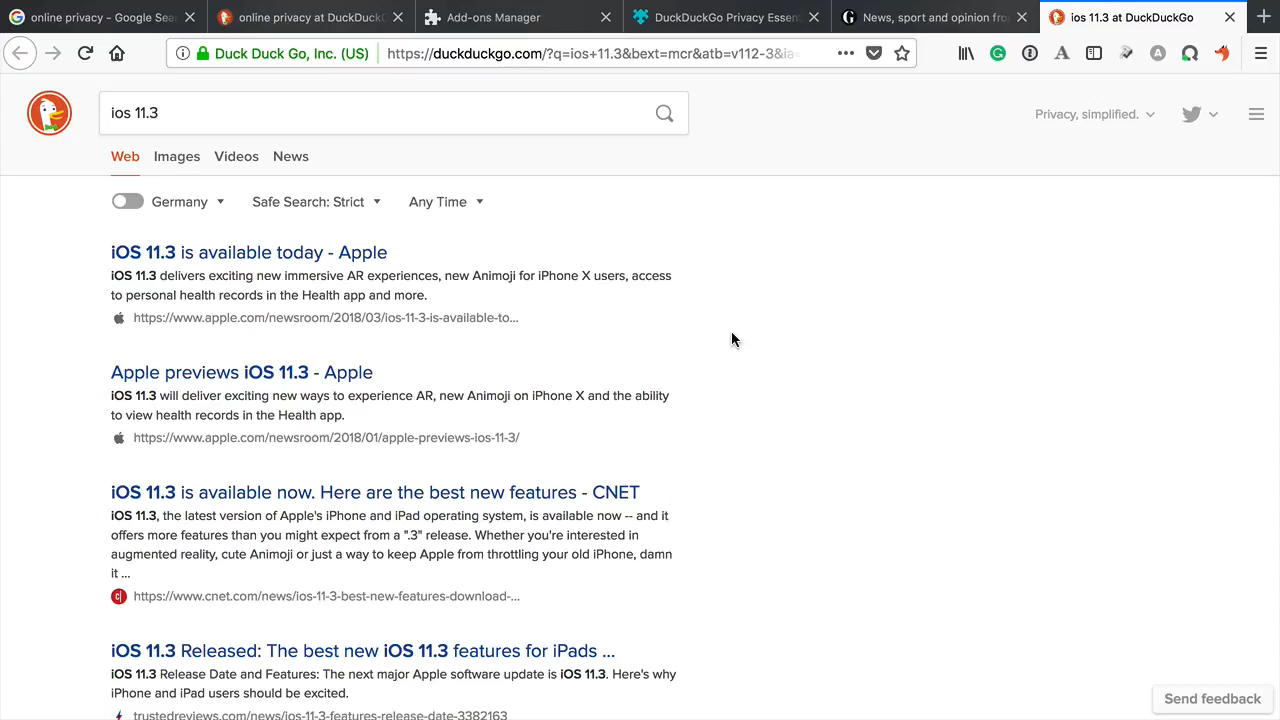 online privacy - Google Sea
online privacy at DuckDuckG
Add-ons Manager
DuckDuckGo Privacy Essen
News, sport and opinion fro
ios 11.3 at DuckDuckGo
Duck Duck Go, Inc. (US)
https://duckduckgo.com/?q=ios+11.3&bext=mcr&atb=v112-3&ia=
ios 11.3
Privacy, simplified.
Web Images Videos News
Germany
Safe Search: Strict
Any Time
iOS 11.3 is available today - Apple
iOS 11.3 delivers exciting new immersive AR experiences, new Animoji for iPhone X users, access
to personal health records in the Health app and more.
https://www.apple.com/newsroom/2018/03/ios-11-3-is-available-to...
Apple previews iOS 11.3 - Apple
iOS 11.3 will deliver exciting new ways to experience AR, new Animoji on iPhone X and the ability
to view health records in the Health app.
https://www.apple.com/newsroom/2018/01/apple-previews-ios-11-3/
iOS 11.3 is available now. Here are the best new features - CNET
iOS 11.3, the latest version of Apple's iPhone and iPad operating system, is available now -- and it
offers more features than you might expect from a ".3" release. Whether you're interested in
augmented reality, cute Animoji or just a way to keep Apple from throttling your old iPhone, damn
it ...
https://www.cnet.com/news/ios-11-3-best-new-features-download-...
iOS 11.3 Released: The best new iOS 11.3 features for iPads ...
iOS 11.3 Release Date and Features: The next major Apple software update is iOS 11.3. Here's why
iPhone and iPad users should be excited.
trustedreviews.com/news/ios-11-3-features-release-date-3382163
Send feedback